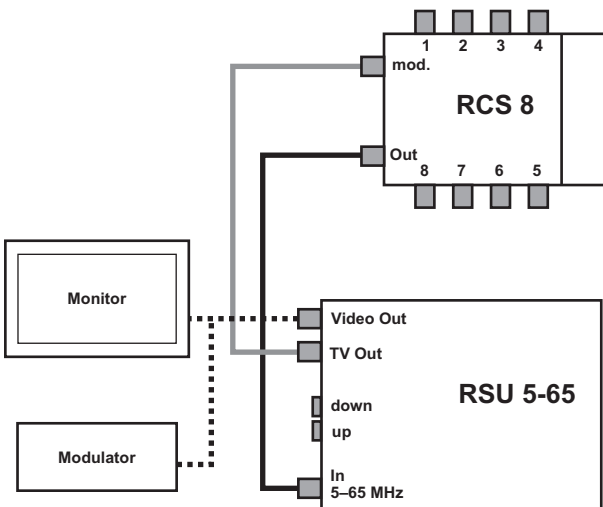 1 2 3 4
mod.
RCS 8
Out
8 7 6 5
Monitor
Video Out
TV Out
RSU 5-65
down
up
Modulator
In
5–65 MHz